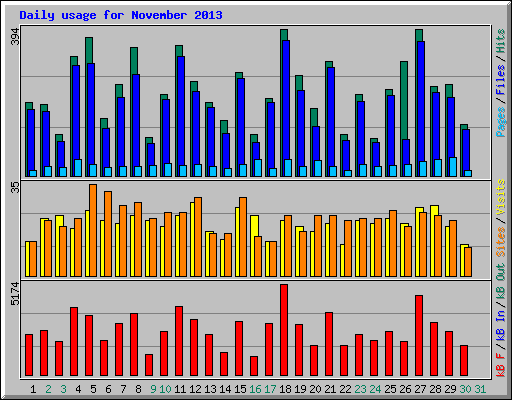 Daily usage for November 2013
394
Pages / Files / Hits
35
Sites / Visits
5174
kB F / kB In / kB Out
1 2 3 4 5 6 7 8 9 10 11 12 13 14 15 16 17 18 19 20 21 22 23 24 25 26 27 28 29 30 31